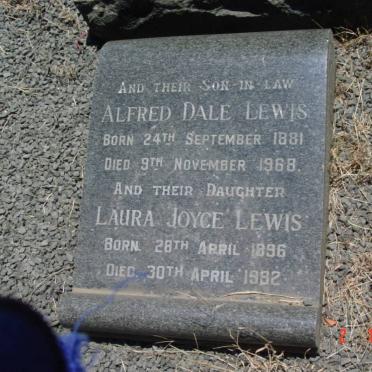 And their Son-in-law
Alfred Dale Lewis
Born 24th September 1881
Died 9th November 1968.
And their Daughter
Laura Joyce Lewis
Born. 28th April 1896
Died. 30th April 1992